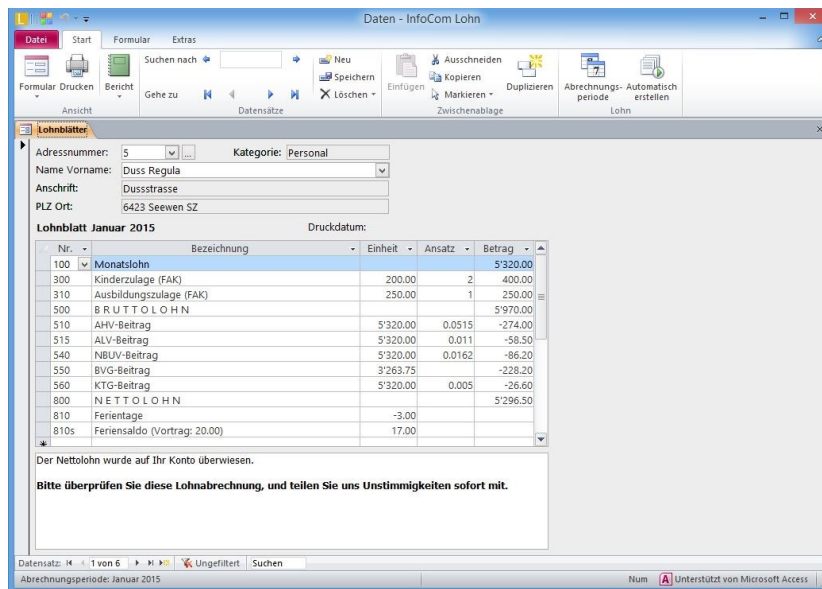 Daten - InfoCom Lohn
Datei Start Formular Extras
Formular Drucken Bericht
Ansicht
Suchen nach
Gehe zu
Neu
Speichern
Löschen
Datensätze
Einfügen
Ausschneiden
Kopieren
Markieren
Duplizieren
Zwischenablage
Abrechnungs-periode
Automatisch erstellen
Lohn
Lohnblätter
Adressnummer: 5 ... Kategorie: Personal
Name Vorname: Duss Regula
Anschrift: Dussstrasse
PLZ Ort: 6423 Seewen SZ
Lohnblatt Januar 2015 Druckdatum:
Nr. Bezeichnung Einheit Ansatz Betrag
100 Monatslohn 5'320.00
300 Kinderzulage (FAK) 200.00 2 400.00
310 Ausbildungszulage (FAK) 250.00 1 250.00
500 B R U T T O L O H N 5'970.00
510 AHV-Beitrag 5'320.00 0.0515 -274.00
515 ALV-Beitrag 5'320.00 0.011 -58.50
540 NBUV-Beitrag 5'320.00 0.0162 -86.20
550 BVG-Beitrag 3'263.75 -228.20
560 KTG-Beitrag 5'320.00 0.005 -26.60
800 N E T T O L O H N 5'296.50
810 Ferientage -3.00
810s Feriensaldo (Vortrag: 20.00) 17.00
Der Nettolohn wurde auf Ihr Konto überwiesen.
Bitte überprüfen Sie diese Lohnabrechnung, und teilen Sie uns Unstimmigkeiten sofort mit.
Datensatz: 1 von 6 Ungefiltert Suchen
Abrechnungsperiode: Januar 2015 Num A Unterstützt von Microsoft Access